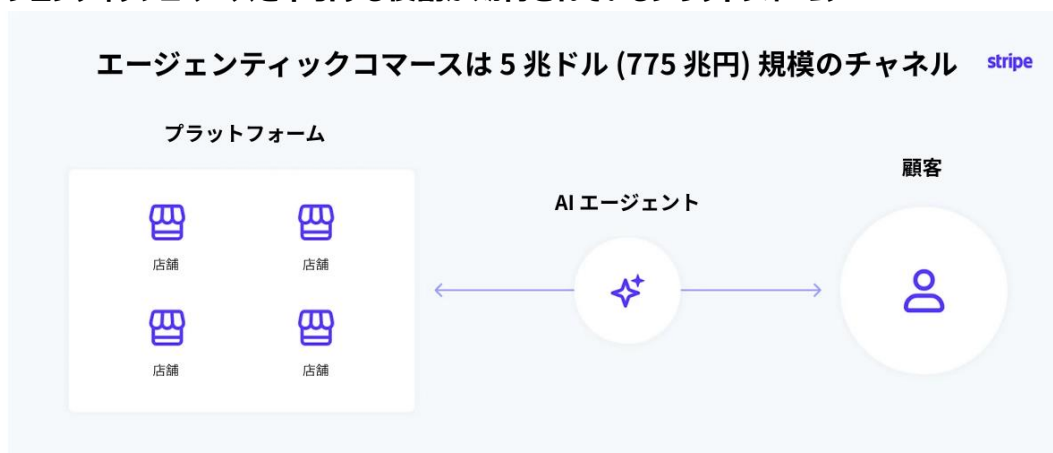 エージェンティックコマースは 5 兆ドル (775 兆円) 規模のチャネル
stripe
プラットフォーム
顧客
AI エージェント
店舗
店舗
店舗
店舗